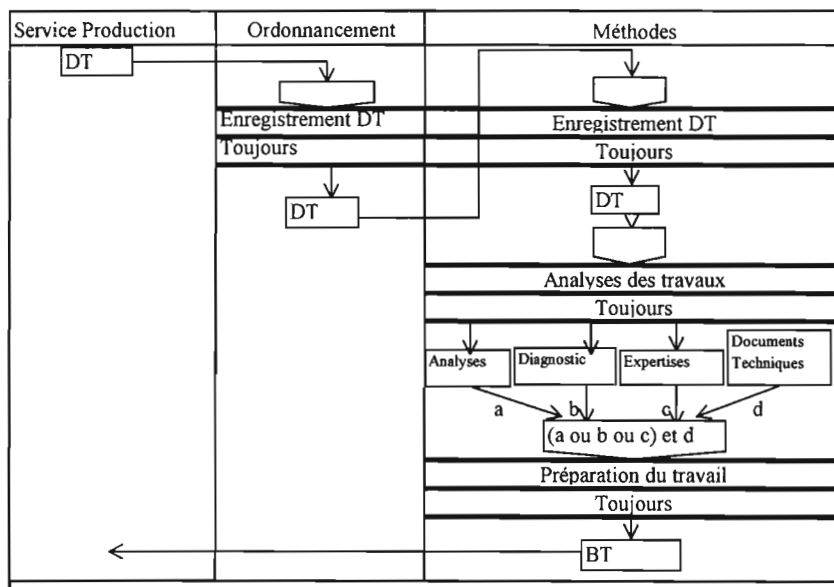 Service Production
Ordonnancement
Méthodes
DT
Enregistrement DT
Enregistrement DT
Toujours
Toujours
DT
DT
Analyses des travaux
Toujours
Analyses
Diagnostic
Expertises
Documents
Techniques
a
b
c
d
(a ou b ou c) et d
Préparation du travail
Toujours
BT